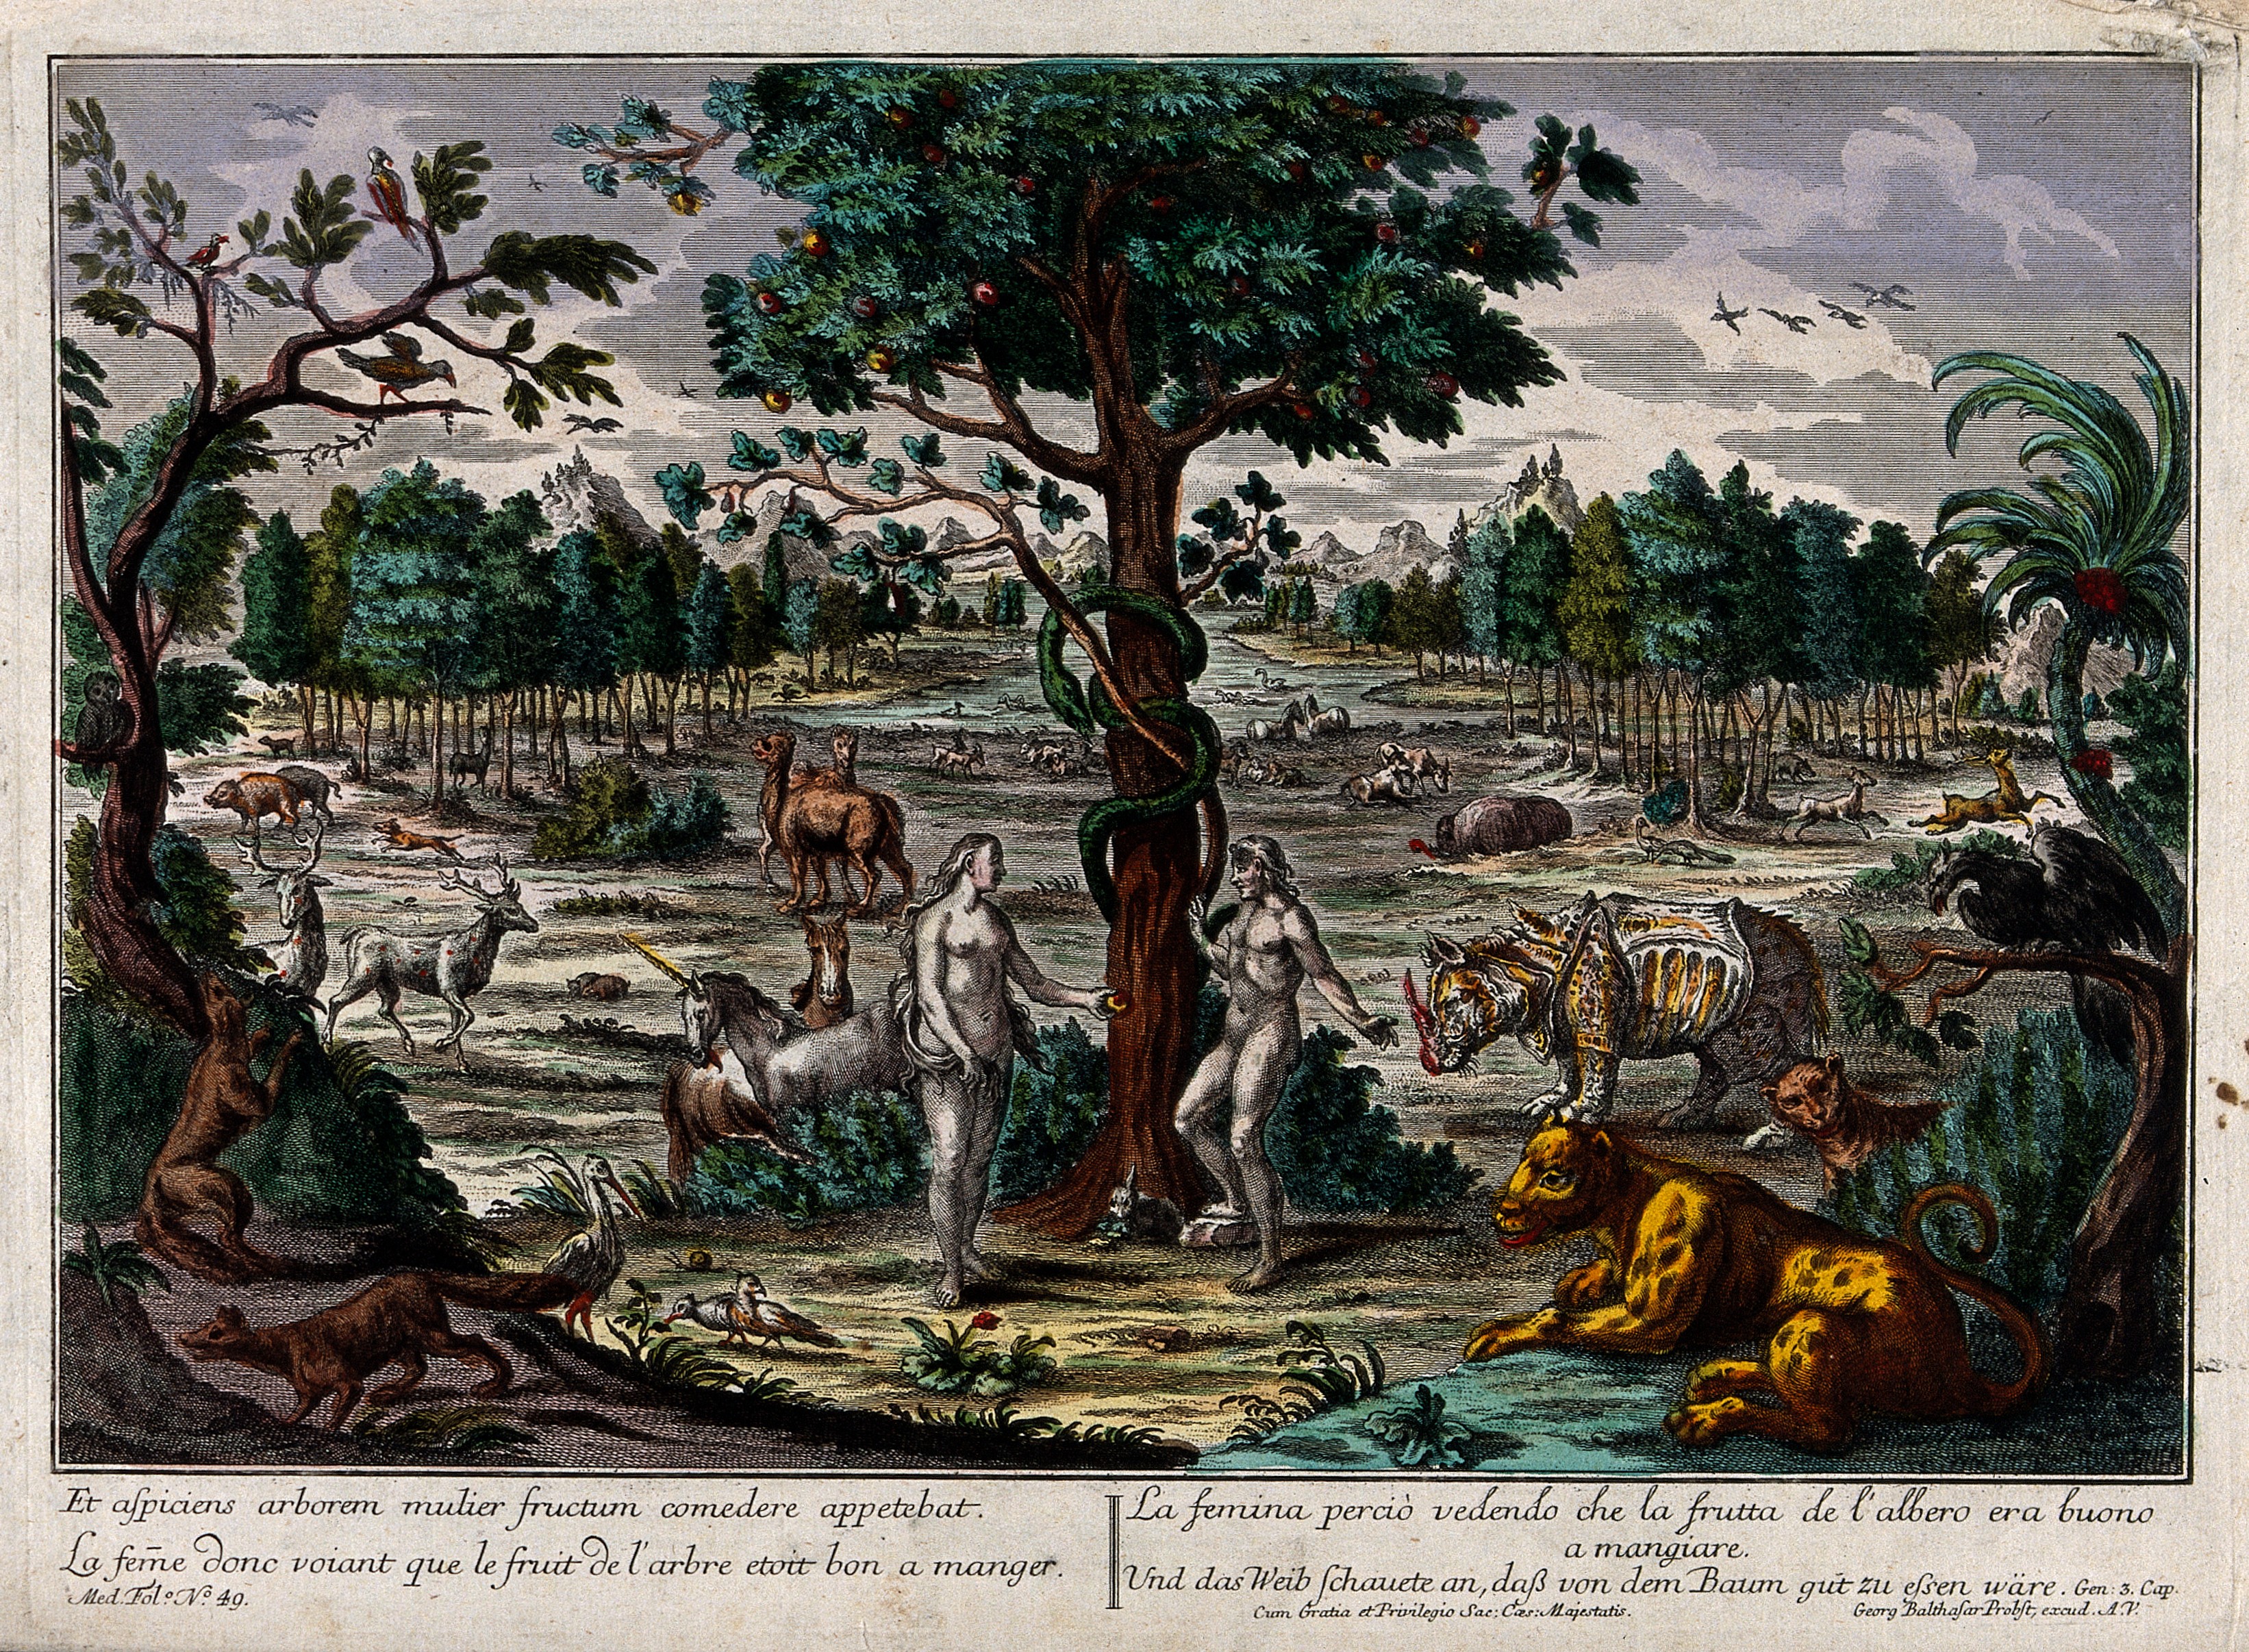 Et aſpiciens arborem mulier fructum comedere appetebat.
La fem̄e donc voiant que le fruit de l'arbre etoit bon a manger.
Med. Fol.º Nº. 49.
La femina perciò vedendo che la frutta de l'albero era buono
a mangiare.
Und das Weib ſchauete an, daß von dem Baum gut zu eſsen wäre. Gen: 3. Cap.
Cum Gratia et Privilegio Sac: Cæs: Majestatis.
Georg Balthaſar Probſt, excud. A.V.